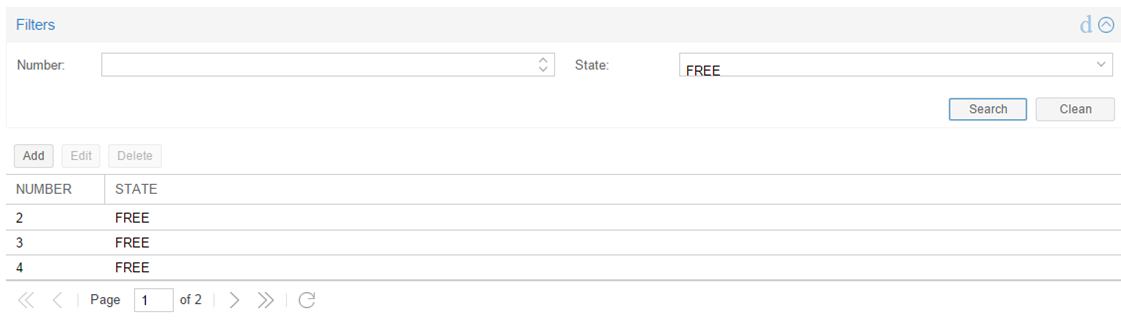 Filters d
Number: State: FREE
Search Clean
Add Edit Delete
NUMBER STATE
2 FREE
3 FREE
4 FREE
Page 1 of 2